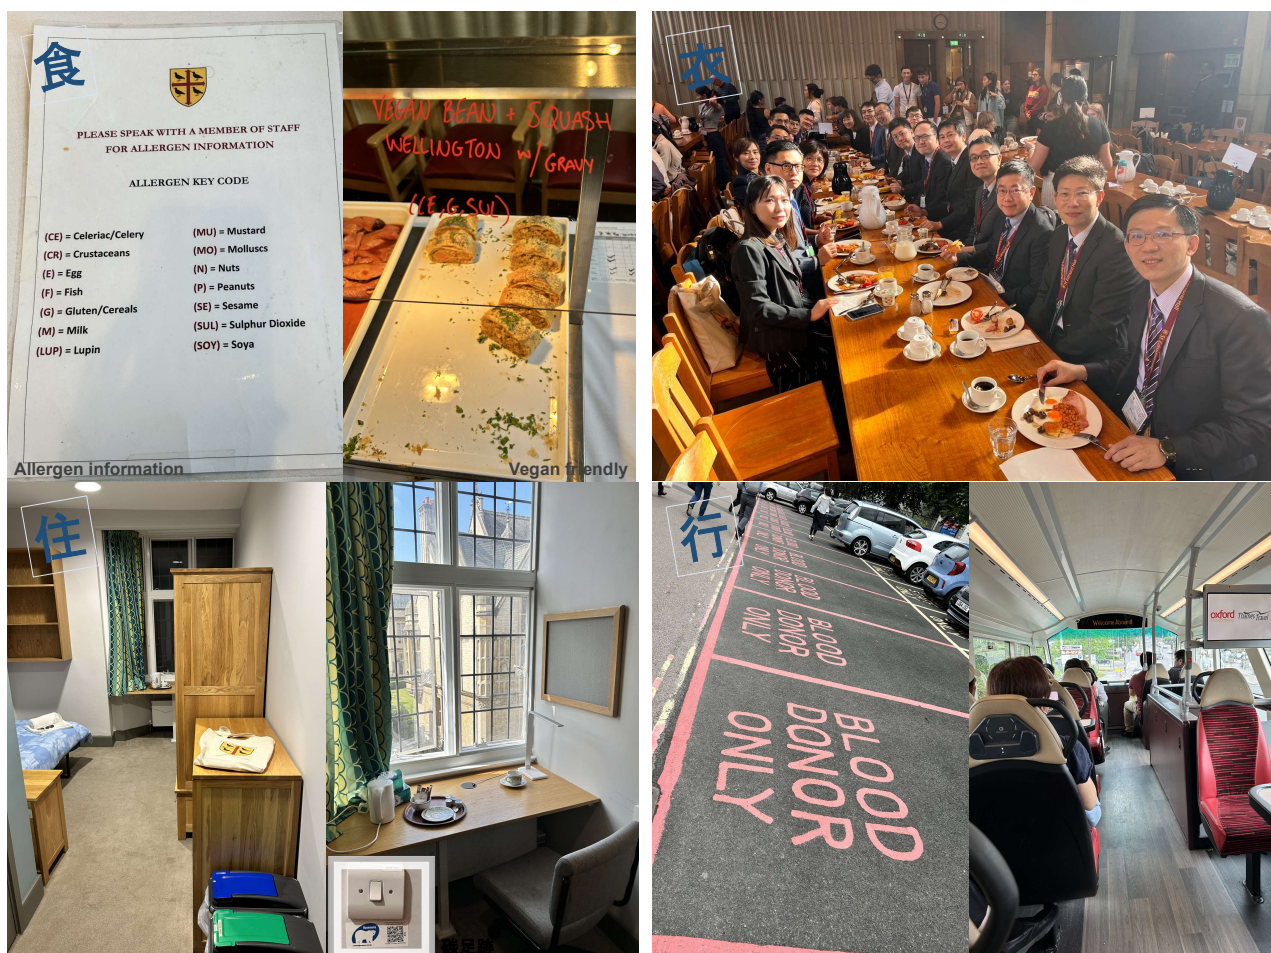 食
PLEASE SPEAK WITH A MEMBER OF STAFF
FOR ALLERGEN INFORMATION
ALLERGEN KEY CODE
(CE) = Celeriac/Celery
(CR) = Crustaceans
(E) = Egg
(F) = Fish
(G) = Gluten/Cereals
(M) = Milk
(LUP) = Lupin
(MU) = Mustard
(MO) = Molluscs
(N) = Nuts
(P) = Peanuts
(SE) = Sesame
(SUL) = Sulphur Dioxide
(SOY) = Soya
Allergen information
VEGAN BEAN + SQUASH
WELLINGTON W/ GRAVY
(CE,G,SUL)
Vegan friendly
衣
住
碳足跡
行
BLOOD
DONOR
ONLY
BLOOD
DONOR
ONLY
BLOOD
DONOR
ONLY
Welcome Aboard!
oxford